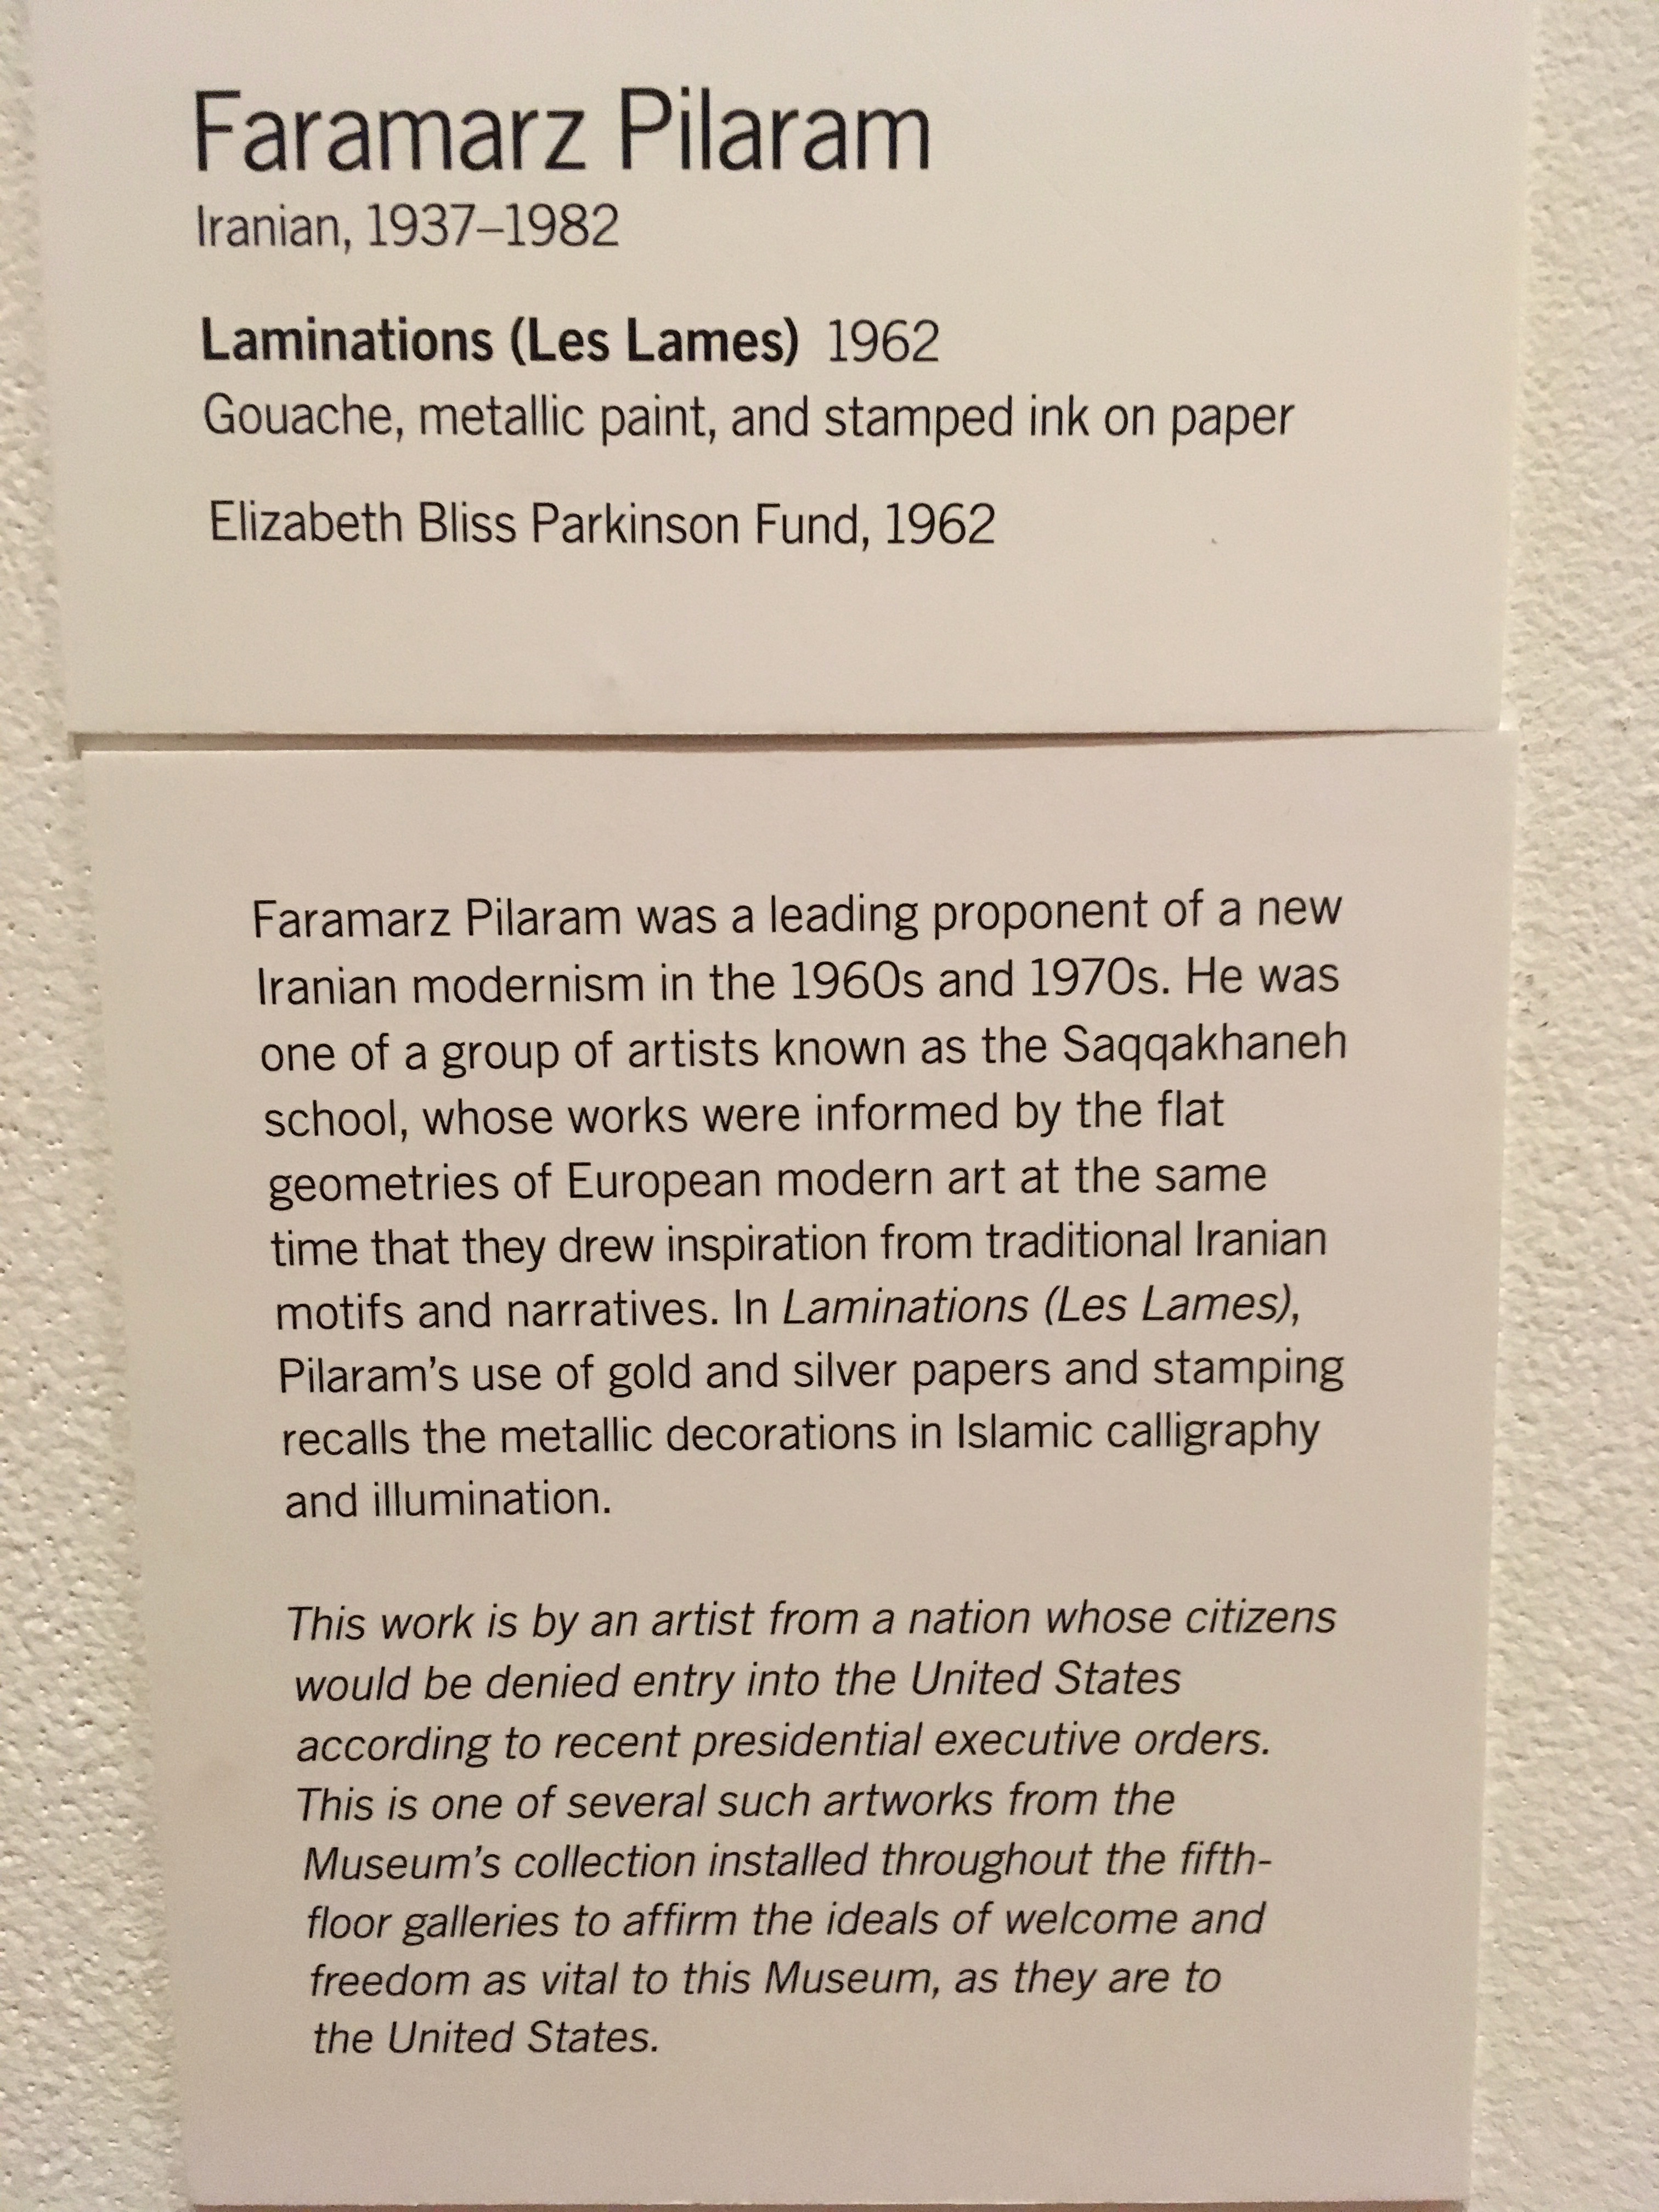 Faramarz Pilaram
Iranian, 1937–1982
Laminations (Les Lames) 1962
Gouache, metallic paint, and stamped ink on paper
Elizabeth Bliss Parkinson Fund, 1962
Faramarz Pilaram was a leading proponent of a new
Iranian modernism in the 1960s and 1970s. He was
one of a group of artists known as the Saqqakhaneh
school, whose works were informed by the flat
geometries of European modern art at the same
time that they drew inspiration from traditional Iranian
motifs and narratives. In Laminations (Les Lames),
Pilaram’s use of gold and silver papers and stamping
recalls the metallic decorations in Islamic calligraphy
and illumination.
This work is by an artist from a nation whose citizens
would be denied entry into the United States
according to recent presidential executive orders.
This is one of several such artworks from the
Museum’s collection installed throughout the fifth-
floor galleries to affirm the ideals of welcome and
freedom as vital to this Museum, as they are to
the United States.